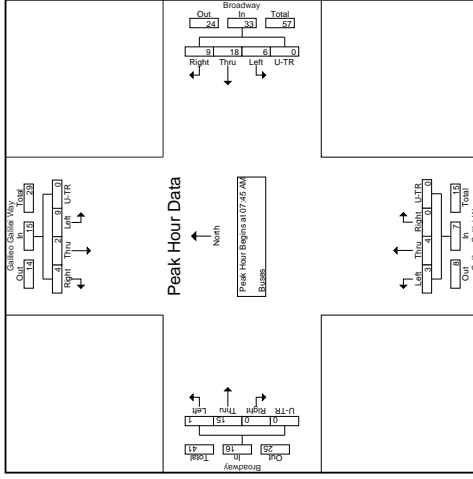 Broadway
Out In Total
24 33 57
9 18 6 0
Right Thru Left U-TR
Galileo Galilei Way
Out In Total
14 15 29
4 2 9 0
Right Thru Left U-TR
Peak Hour Data
North
Peak Hour Begins at 07:45 AM
Buses
Left Thru Right U-TR
3 4 0 0
Out In Total
8 7 15
Left Thru Right U-TR
1 15 0 0
Total In Out
41 16 25
Broadway